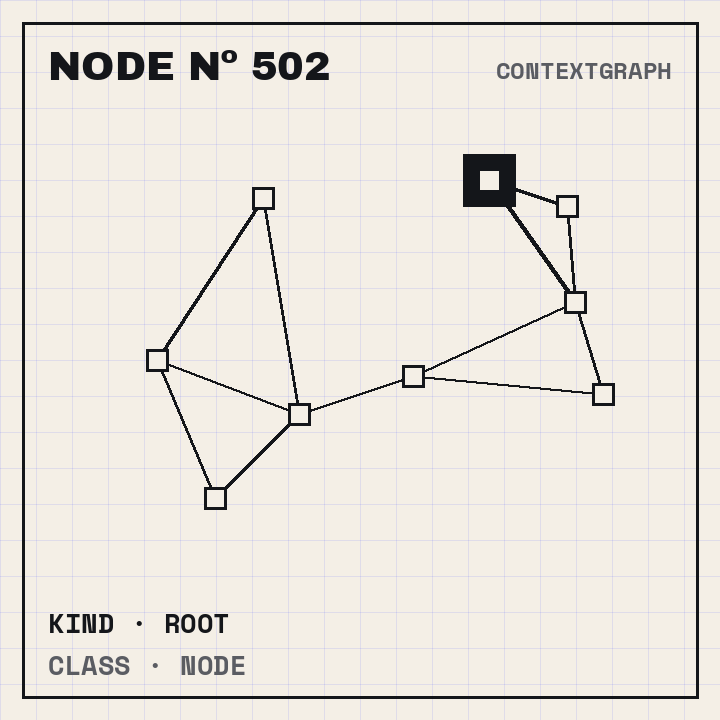 NODE Nº 502
CONTEXTGRAPH
KIND · ROOT
CLASS · NODE